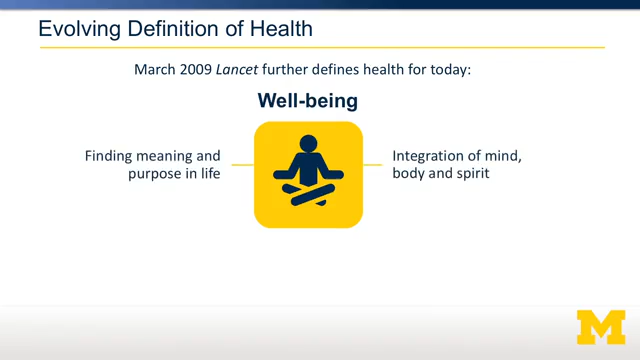 Evolving Definition of Health
March 2009 Lancet further defines health for today:
Well-being
Finding meaning and
purpose in life
Integration of mind,
body and spirit
M